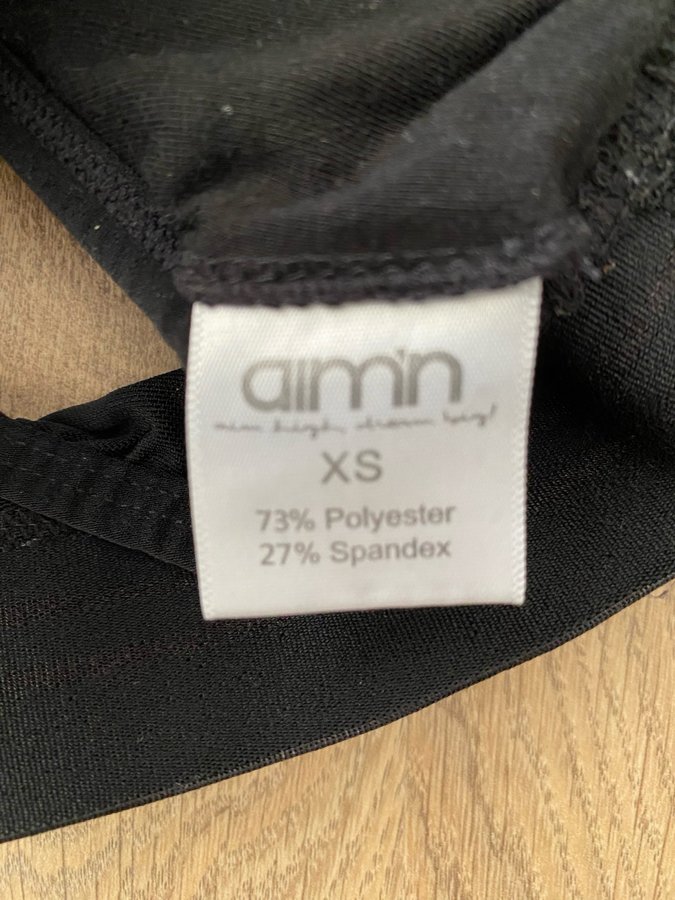 aim'n
aim high, dream big!
XS
73% Polyester
27% Spandex